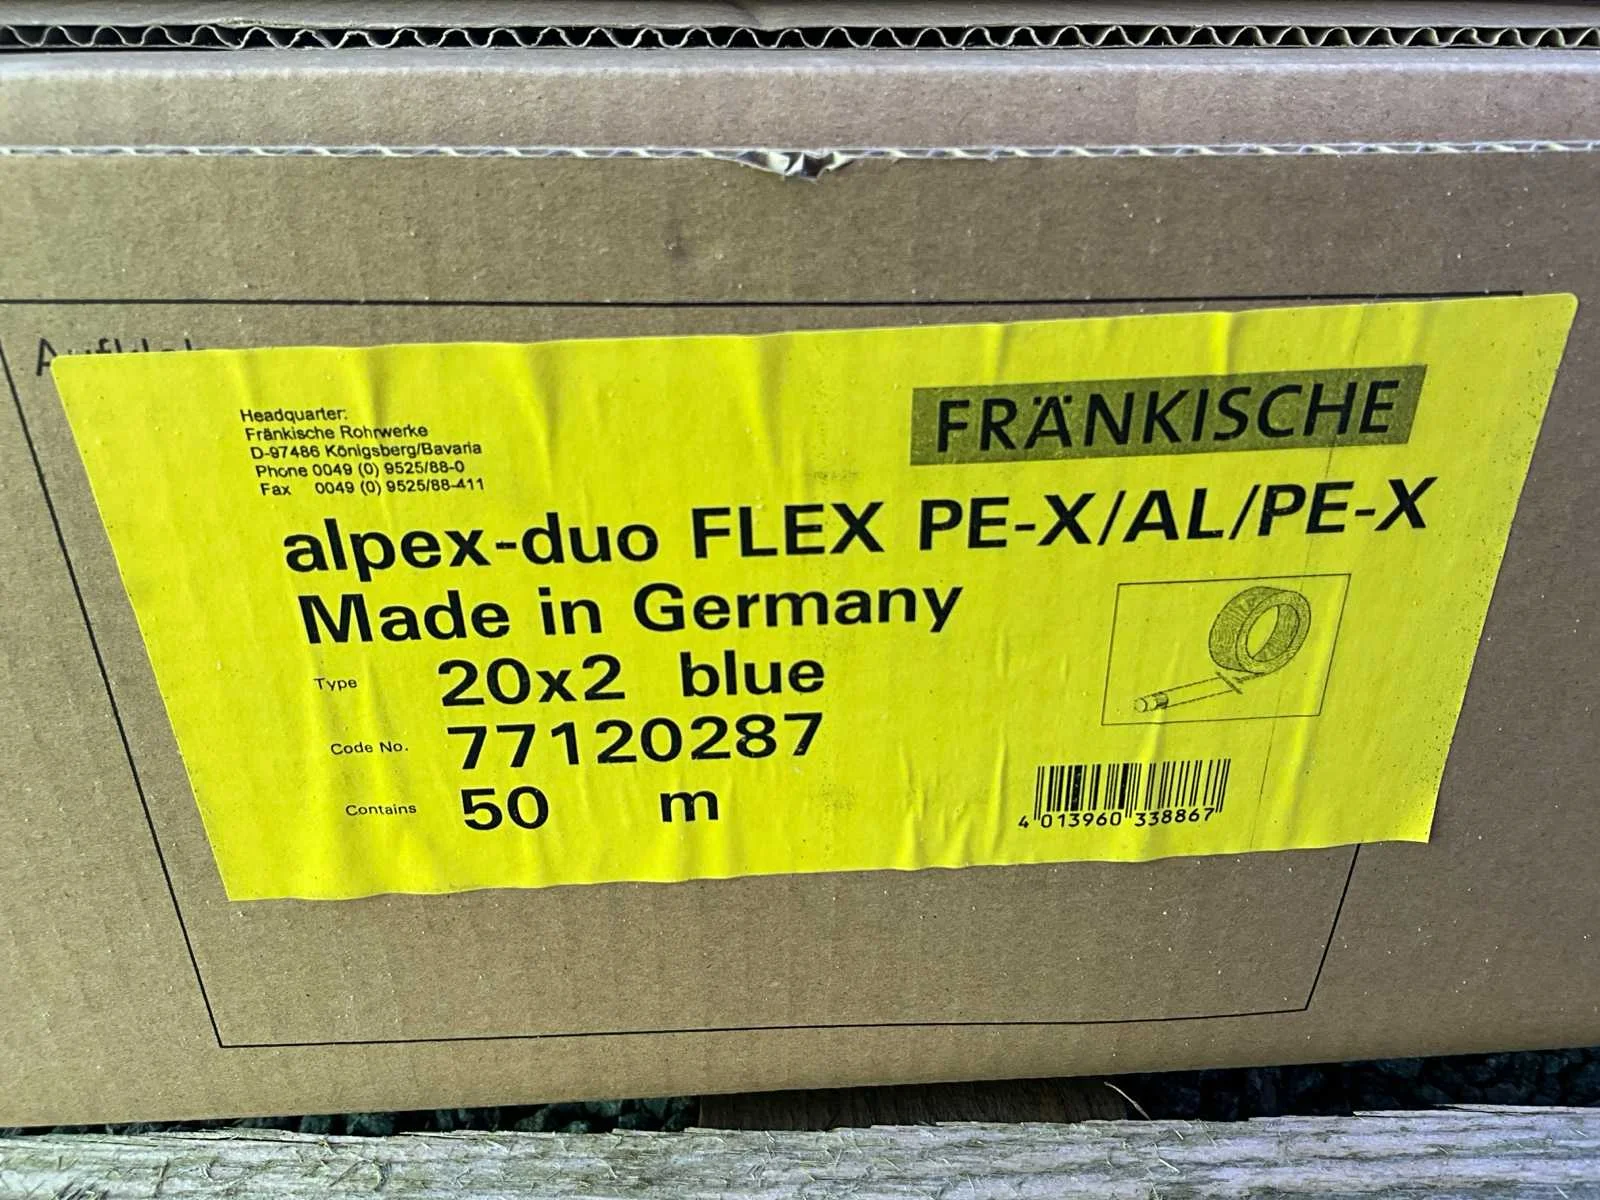 Headquarter:
Fränkische Rohrwerke
D-97486 Königsberg/Bavaria
Phone 0049 (0) 9525/88-0
Fax 0049 (0) 9525/88-411
FRÄNKISCHE
alpex-duo FLEX PE-X/AL/PE-X
Made in Germany
Type 20x2 blue
Code No. 77120287
Contains 50 m
4 013960 338867